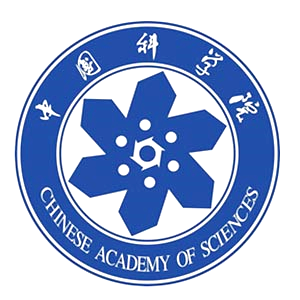 中国科学院
CHINESE ACADEMY OF SCIENCES